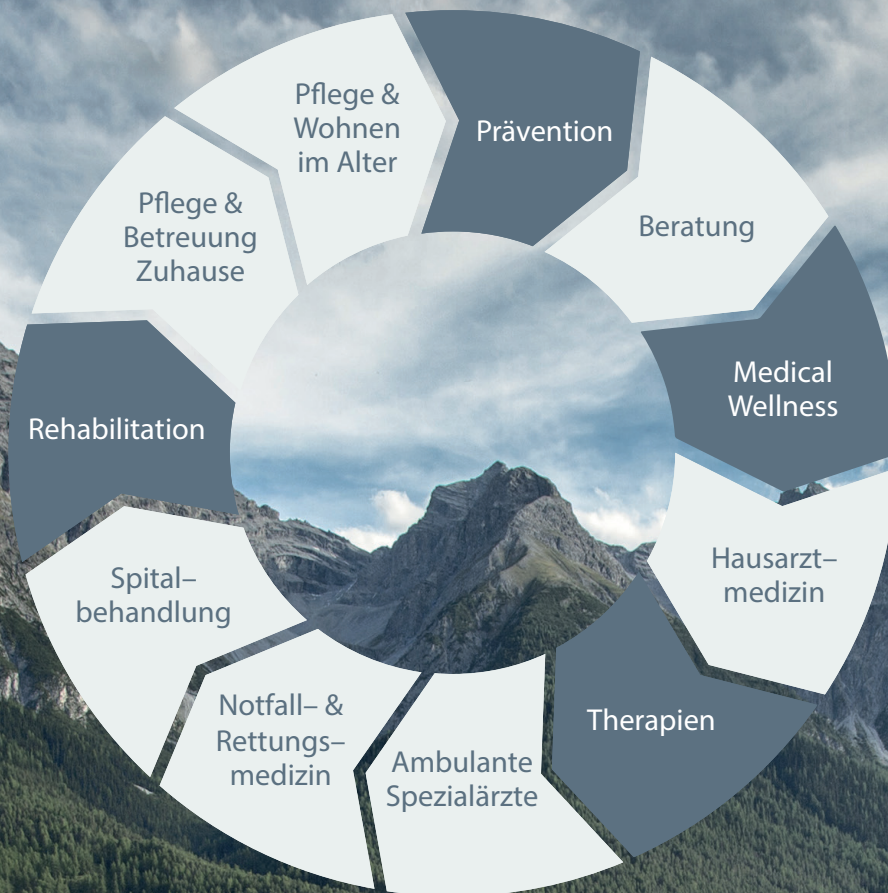 Prävention
Beratung
Medical
Wellness
Hausarzt–
medizin
Therapien
Ambulante
Spezialärzte
Notfall– &
Rettungs–
medizin
Spital–
behandlung
Rehabilitation
Pflege &
Betreuung
Zuhause
Pflege &
Wohnen
im Alter